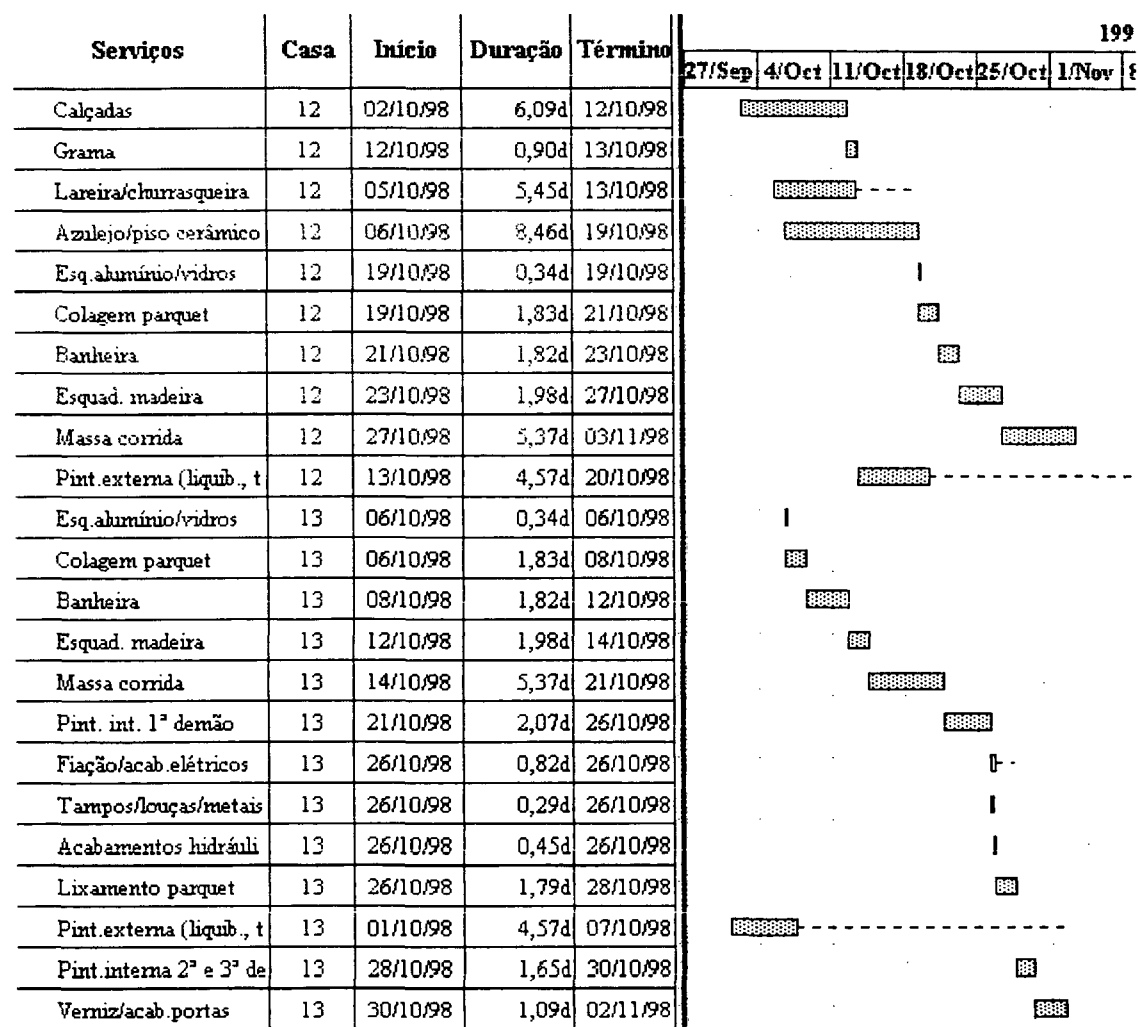 199
Serviços Casa Início Duração Término
27/Sep 4/Oct 11/Oct 18/Oct 25/Oct 1/Nov 8
Calçadas 12 02/10/98 6,09d 12/10/98
Grama 12 12/10/98 0,90d 13/10/98
Lareira/churrasqueira 12 05/10/98 5,45d 13/10/98
Azulejo/piso cerâmico 12 06/10/98 8,46d 19/10/98
Esq.alumínio/vidros 12 19/10/98 0,34d 19/10/98
Colagem parquet 12 19/10/98 1,83d 21/10/98
Banheira 12 21/10/98 1,82d 23/10/98
Esquad. madeira 12 23/10/98 1,98d 27/10/98
Massa corrida 12 27/10/98 5,37d 03/11/98
Pint.externa (liquib., t 12 13/10/98 4,57d 20/10/98
Esq.alumínio/vidros 13 06/10/98 0,34d 06/10/98
Colagem parquet 13 06/10/98 1,83d 08/10/98
Banheira 13 08/10/98 1,82d 12/10/98
Esquad. madeira 13 12/10/98 1,98d 14/10/98
Massa corrida 13 14/10/98 5,37d 21/10/98
Pint. int. 1ª demão 13 21/10/98 2,07d 26/10/98
Fiação/acab.elétricos 13 26/10/98 0,82d 26/10/98
Tampos/louças/metais 13 26/10/98 0,29d 26/10/98
Acabamentos hidráuli 13 26/10/98 0,45d 26/10/98
Lixamento parquet 13 26/10/98 1,79d 28/10/98
Pint.externa (liquib., t 13 01/10/98 4,57d 07/10/98
Pint.interna 2ª e 3ª de 13 28/10/98 1,65d 30/10/98
Verniz/acab.portas 13 30/10/98 1,09d 02/11/98